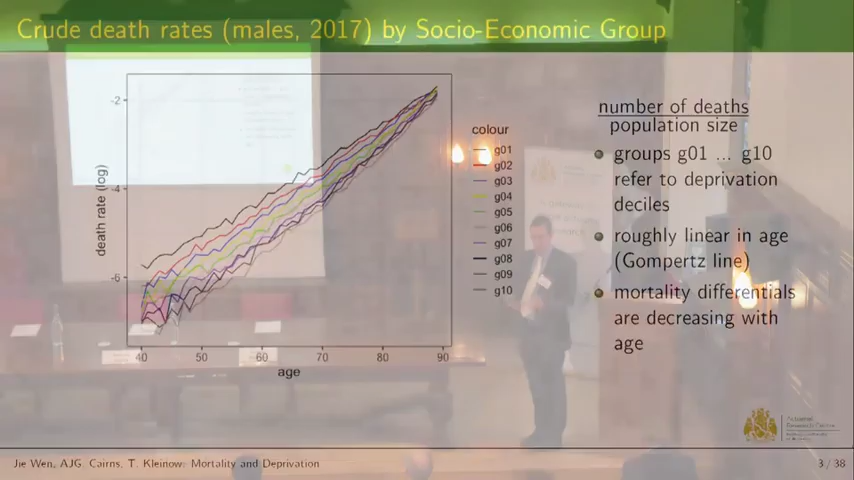 Crude death rates (males, 2017) by Socio-Economic Group
death rate (log)
-2
-4
-6
40 50 60 70 80 90
age
colour
g01
g02
g03
g04
g05
g06
g07
g08
g09
g10
number of deaths
population size
groups g01 ... g10
refer to deprivation
deciles
roughly linear in age
(Gompertz line)
mortality differentials
are decreasing with
age
Actuarial
Research Centre
Jie Wen, AJG. Cairns, T. Kleinow: Mortality and Deprivation
3 / 38